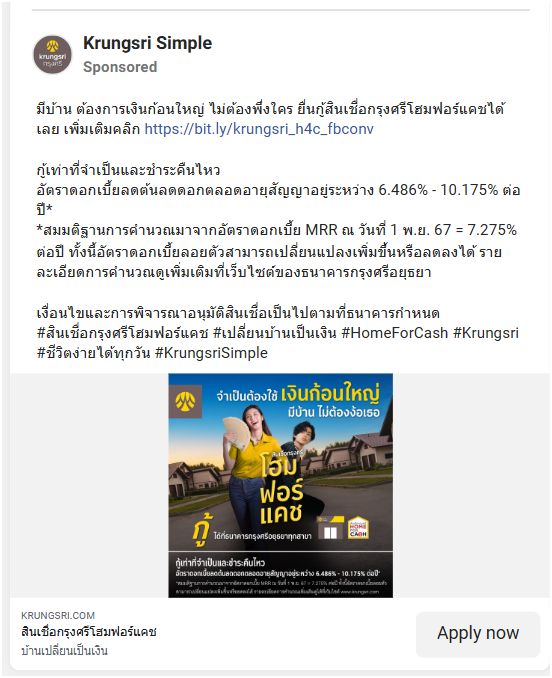 krungsri
กรุงศรี
Krungsri Simple
Sponsored
มีบ้าน ต้องการเงินก้อนใหญ่ ไม่ต้องพึ่งใคร ยื่นกู้สินเชื่อกรุงศรีโฮมฟอร์แคชได้
เลย เพิ่มเติมคลิก https://bit.ly/krungsri_h4c_fbconv
กู้เท่าที่จำเป็นและชำระคืนไหว
อัตราดอกเบี้ยลดต้นลดดอกตลอดอายุสัญญาอยู่ระหว่าง 6.486% - 10.175% ต่อ
ปี*
*สมมติฐานการคำนวณมาจากอัตราดอกเบี้ย MRR ณ วันที่ 1 พ.ย. 67 = 7.275%
ต่อปี ทั้งนี้อัตราดอกเบี้ยลอยตัวสามารถเปลี่ยนแปลงเพิ่มขึ้นหรือลดลงได้ ราย
ละเอียดการคำนวณดูเพิ่มเติมที่เว็บไซต์ของธนาคารกรุงศรีอยุธยา
เงื่อนไขและการพิจารณาอนุมัติสินเชื่อเป็นไปตามที่ธนาคารกำหนด
#สินเชื่อกรุงศรีโฮมฟอร์แคช #เปลี่ยนบ้านเป็นเงิน #HomeForCash #Krungsri
#ชีวิตง่ายได้ทุกวัน #KrungsriSimple
จำเป็นต้องใช้ เงินก้อนใหญ่
มีบ้าน ไม่ต้องง้อเธอ
สินเชื่อกรุงศรี
โฮม
ฟอร์
แคช
กู้ ได้ที่ธนาคารกรุงศรีอยุธยาทุกสาขา
HOME
FOR
CASH
กู้เท่าที่จำเป็นและชำระคืนไหว
อัตราดอกเบี้ยลดต้นลดดอกตลอดอายุสัญญาอยู่ระหว่าง 6.486% - 10.175% ต่อปี*
KRUNGSRI.COM
สินเชื่อกรุงศรีโฮมฟอร์แคช
บ้านเปลี่ยนเป็นเงิน
Apply now